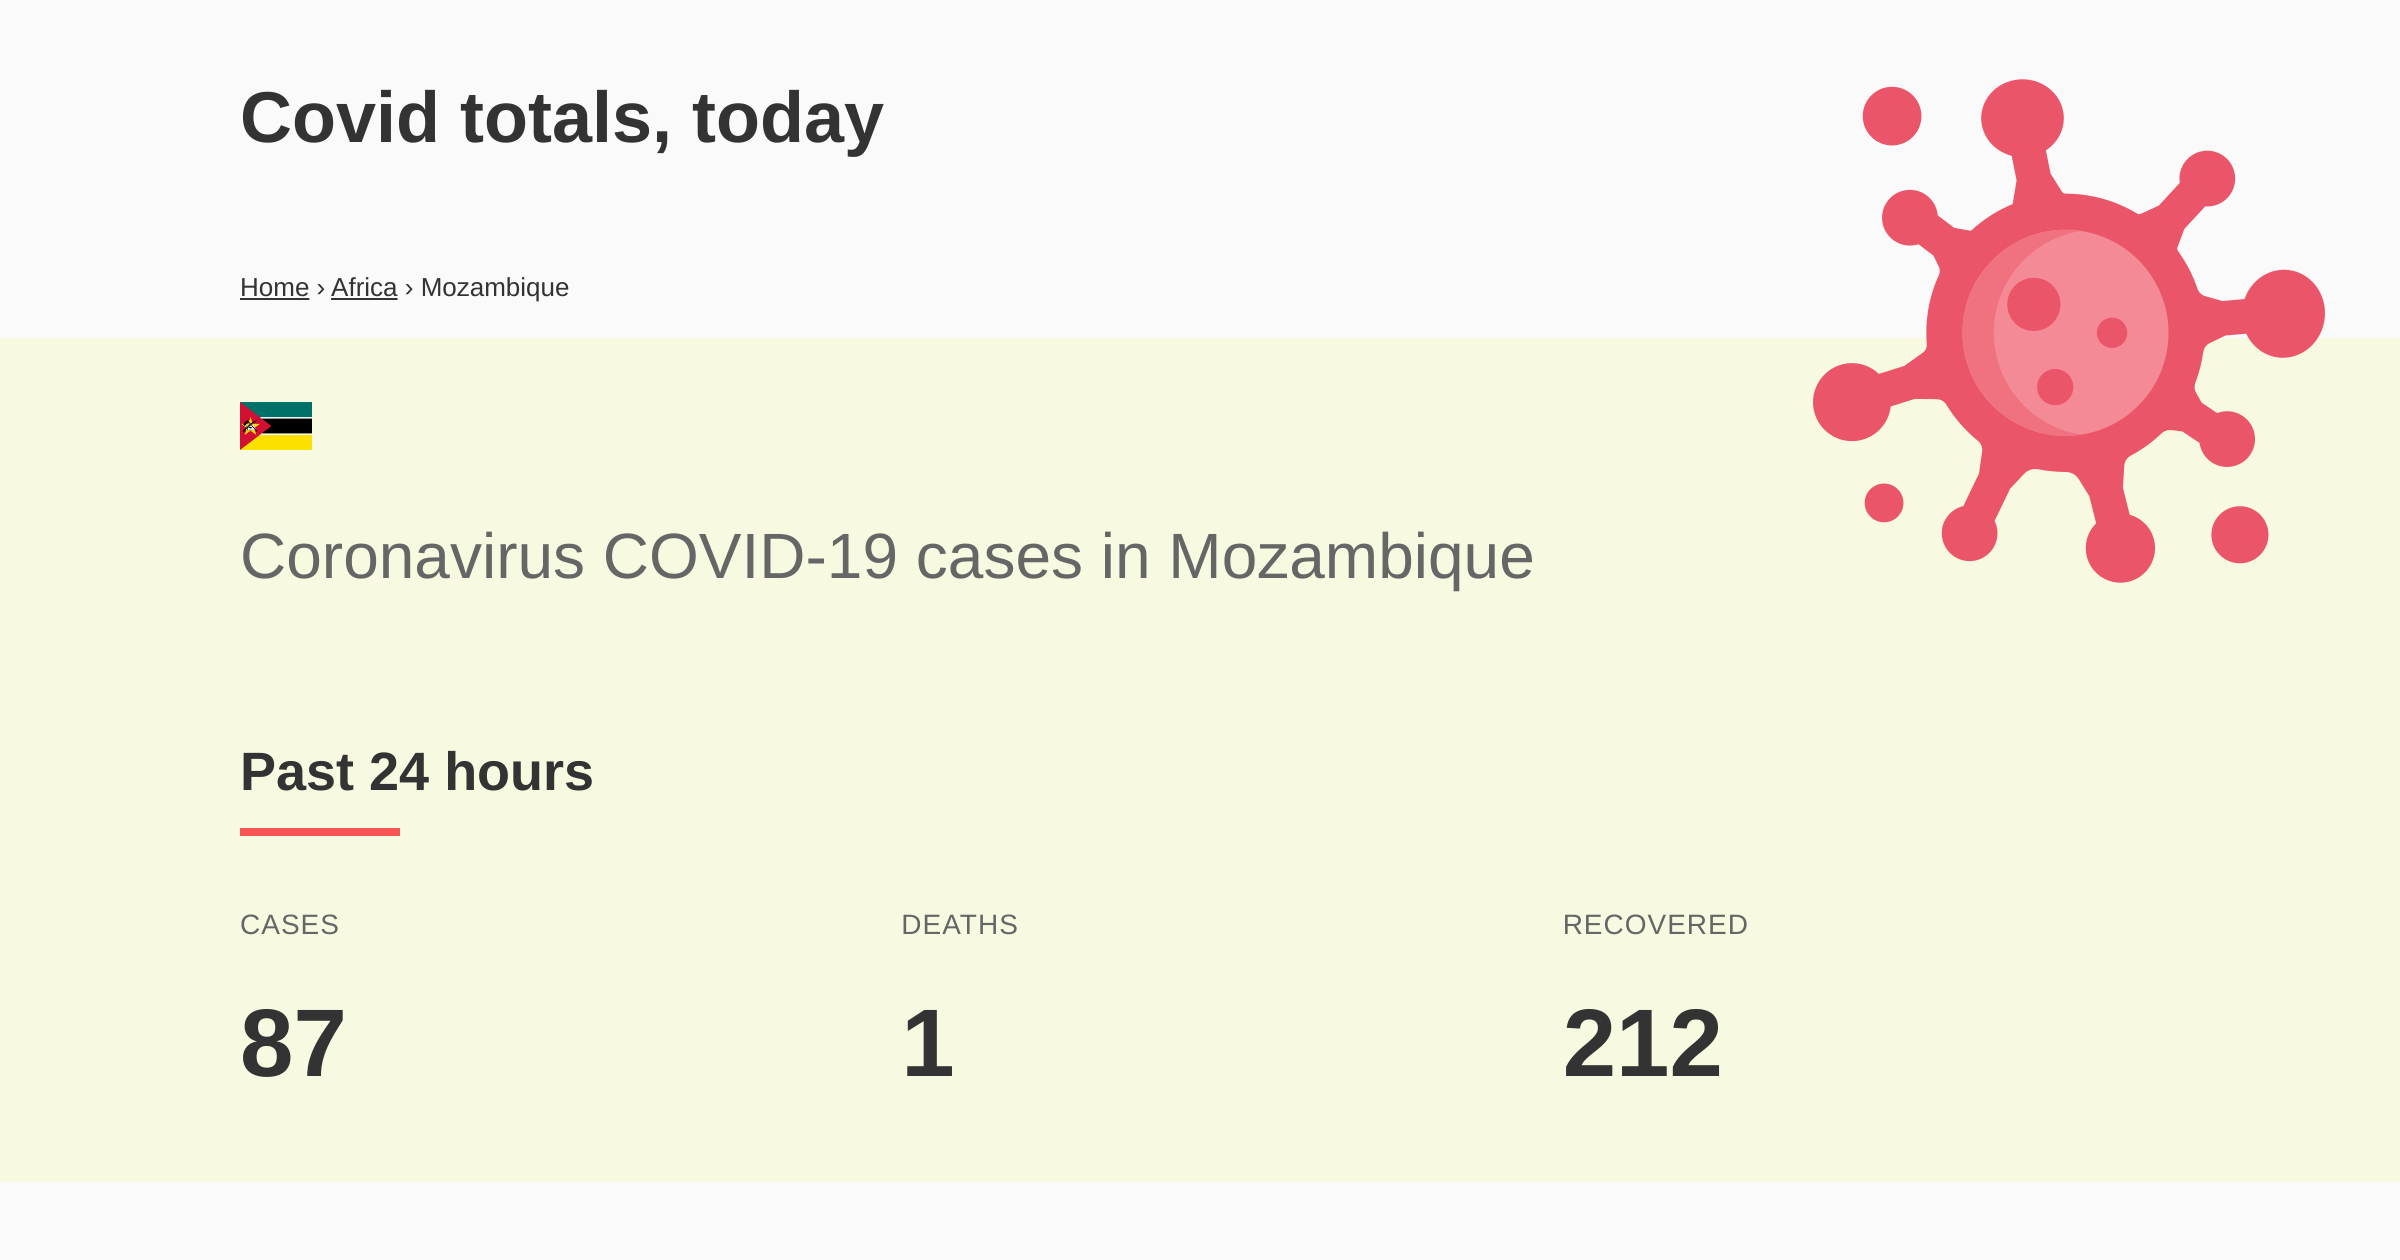 Covid totals, today
Home › Africa › Mozambique
Coronavirus COVID-19 cases in Mozambique
Past 24 hours
CASES DEATHS RECOVERED
87 1 212